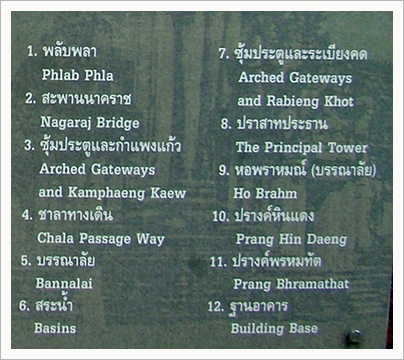 1. พลับพลา
Phlab Phla
2. สะพานนาคราช
Nagaraj Bridge
3. ซุ้มประตูและกำแพงแก้ว
Arched Gateways
and Kamphaeng Kaew
4. ชาลาทางเดิน
Chala Passage Way
5. บรรณาลัย
Bannalai
6. สระน้ำ
Basins
7. ซุ้มประตูและระเบียงคด
Arched Gateways
and Rabieng Khot
8. ปราสาทประธาน
The Principal Tower
9. หอพราหมณ์ (บรรณาลัย)
Ho Brahm
10. ปรางค์หินแดง
Prang Hin Daeng
11. ปรางค์พรหมทัต
Prang Bhramathat
12. ฐานอาคาร
Building Base